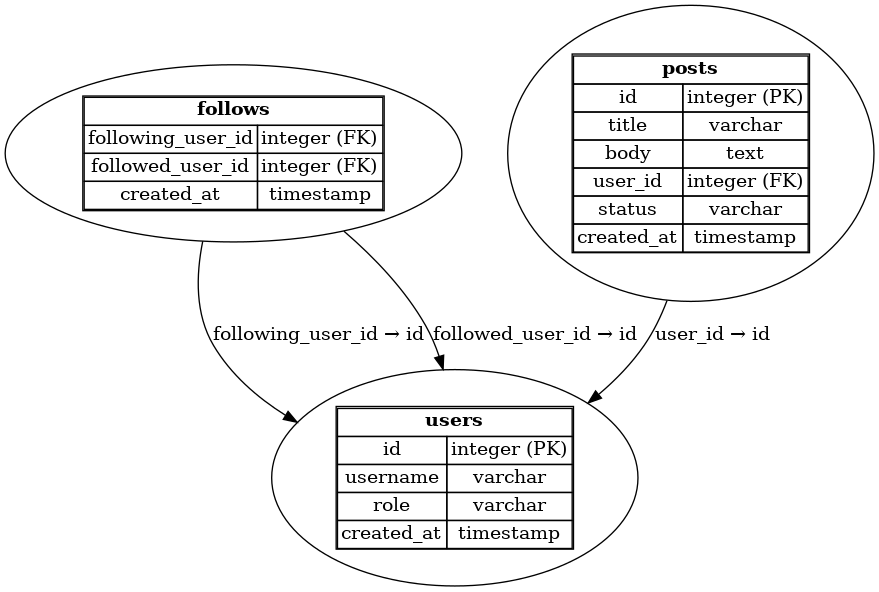 follows
following_user_id integer (FK)
followed_user_id integer (FK)
created_at timestamp
posts
id integer (PK)
title varchar
body text
user_id integer (FK)
status varchar
created_at timestamp
following_user_id → id
followed_user_id → id
user_id → id
users
id integer (PK)
username varchar
role varchar
created_at timestamp